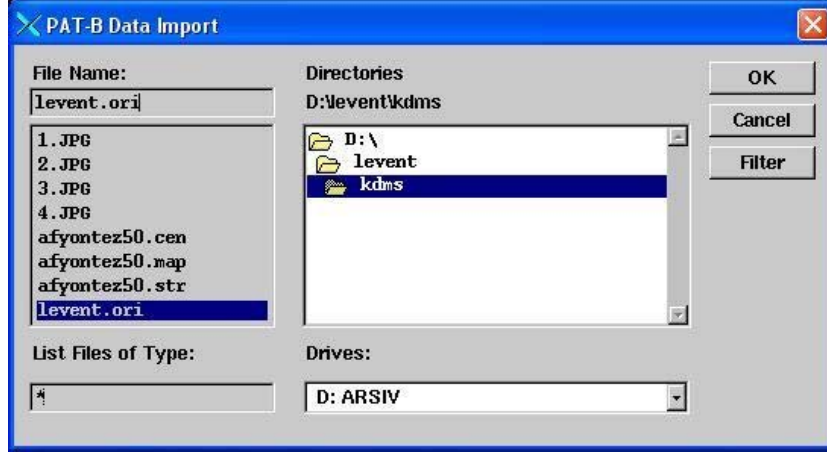 PAT-B Data Import
File Name:
levent.ori
1.JPG
2.JPG
3.JPG
4.JPG
afyontez50.cen
afyontez50.map
afyontez50.str
levent.ori
List Files of Type:
*
Directories
D:\levent\kdms
D:\
levent
kdms
Drives:
D: ARSIV
OK
Cancel
Filter